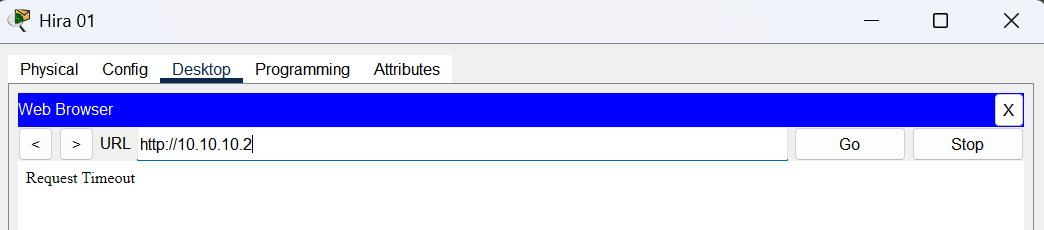 Hira 01
Physical Config Desktop Programming Attributes
Web Browser X
< > URL http://10.10.10.2 Go Stop
Request Timeout